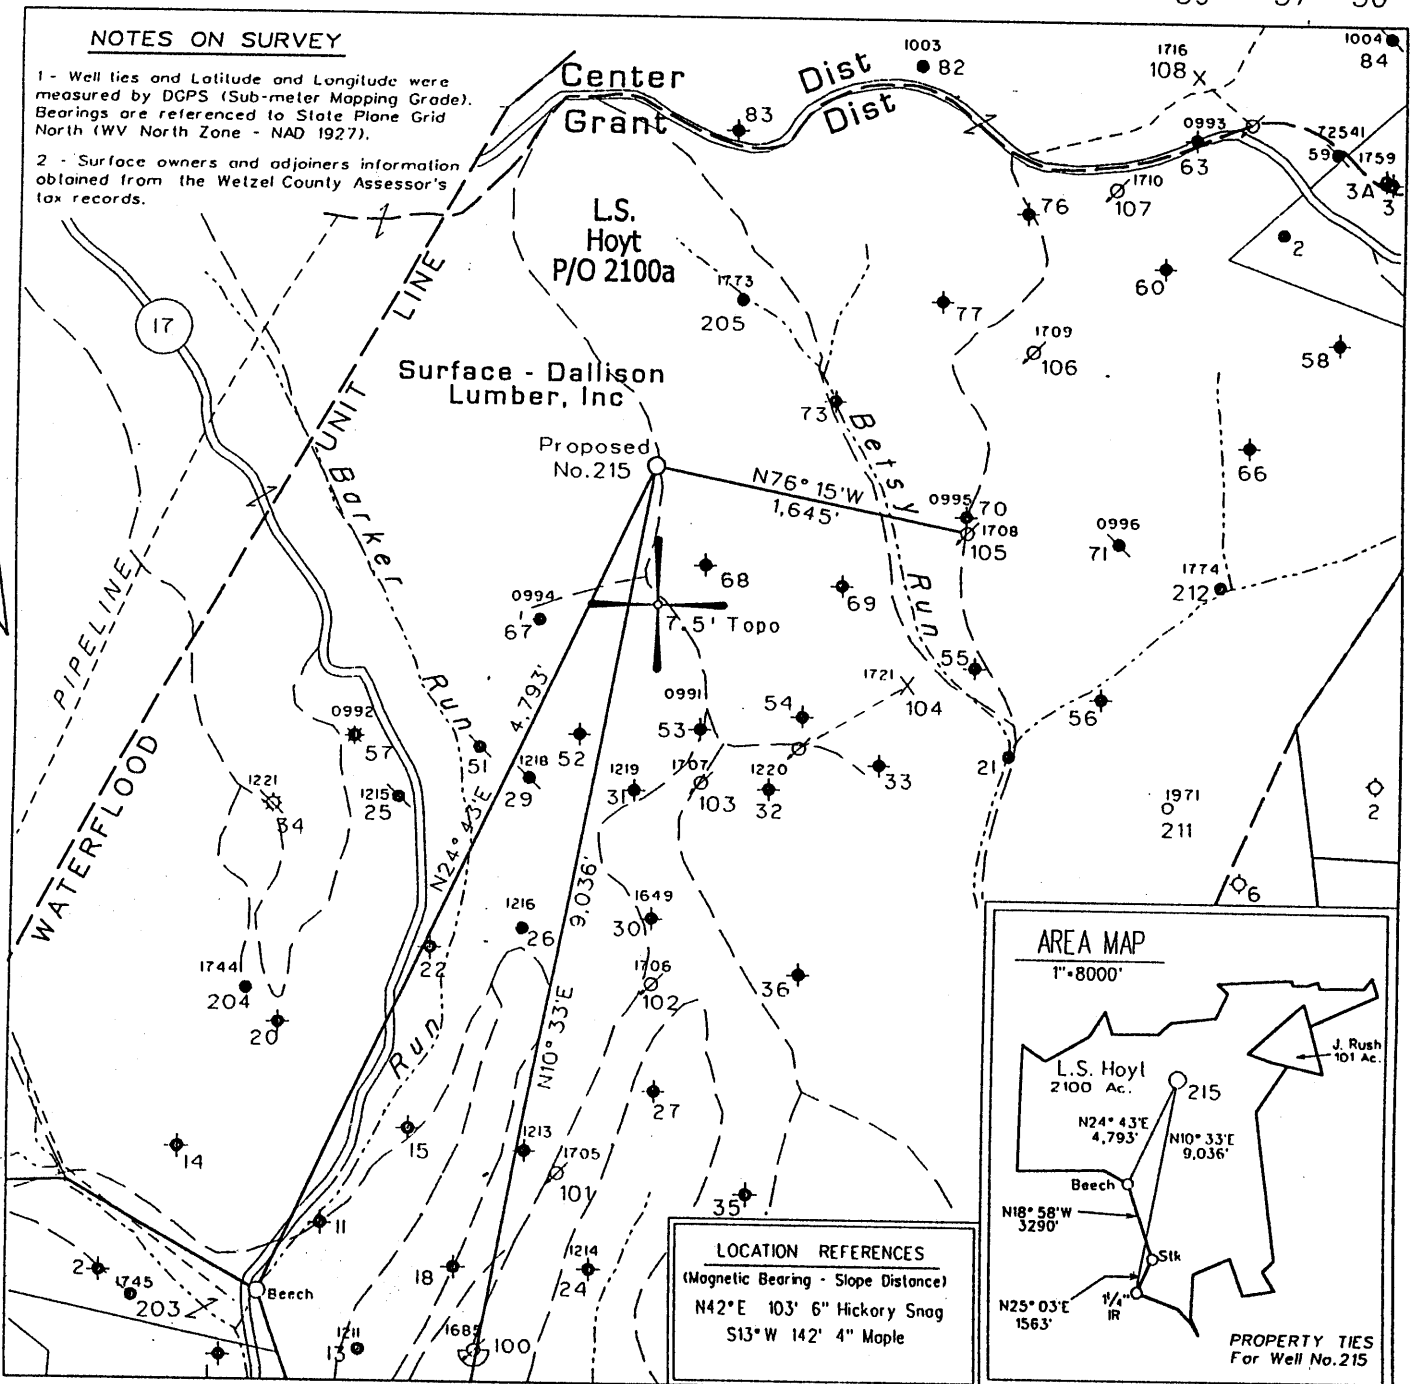 NOTES ON SURVEY
1 - Well ties and Latitude and Longitude were
measured by DGPS (Sub-meter Mapping Grade).
Bearings are referenced to State Plane Grid
North (WV North Zone - NAD 1927).
2 - Surface owners and adjoiners information
obtained from the Wetzel County Assessor's
tax records.
Center Dist
Grant Dist
1003
82
83
1716
108
1004
84
0993
63
72541
59
1759
3A
3
2
1710
107
76
60
L.S.
Hoyt
P/O 2100a
1773
205
77
1709
106
58
17
UNIT LINE
Surface - Dallison
Lumber, Inc
73
Betsy Run
66
Proposed
No.215
N76° 15'W
1,645'
0995
70
1708
105
0996
71
1774
212
Barker Run
PIPELINE
68
69
0994
67
7.5' Topo
55
1721
104
56
4,793'
N24° 43'E
0991
53
54
0992
57
51
52
1218
29
1219
31
1707
103
1220
32
33
21
1971
211
2
1221
34
1215
25
WATERFLOOD
6
9,036'
N10° 33'E
1216
26
1649
30
22
1706
102
36
1744
204
20
Run
27
14
15
1213
1705
101
35
11
2
1745
203
Beech
18
1214
24
1211
13
1685
100
1
LOCATION REFERENCES
(Magnetic Bearing - Slope Distance)
N42°E 103' 6" Hickory Snag
S13°W 142' 4" Maple
AREA MAP
1"=8000'
J. Rush
101 Ac.
L.S. Hoyt
2100 Ac.
215
N24° 43'E
4,793'
N10° 33'E
9,036'
Beech
N18° 58'W
3290'
Stk
N25° 03'E
1563'
1¼"
IR
PROPERTY TIES
For Well No.215